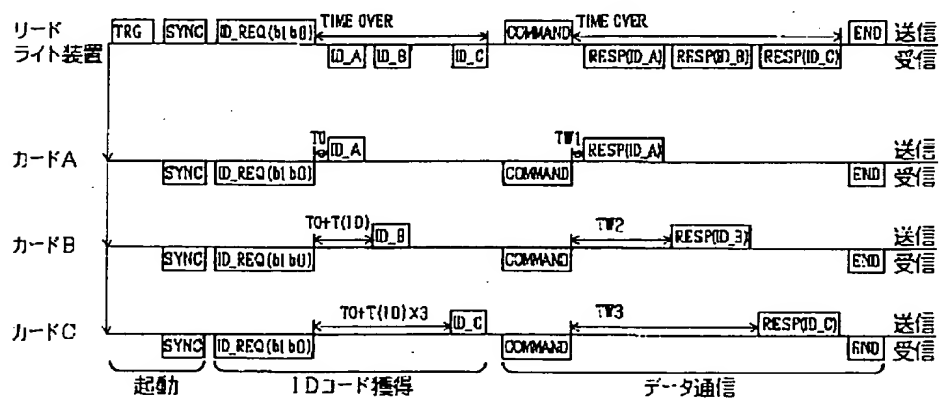 リード
ライト装置
TRG SYNC ID_REQ(b1 b0) TIME OVER COMMAND TIME OVER END 送信
ID_A ID_B ID_C RESP(ID_A) RESP(ID_B) RESP(ID_C) 受信
カードA
T0 ID_A TW1 RESP(ID_A) 送信
SYNC ID_REQ(b1 b0) COMMAND END 受信
カードB
T0+T(ID) ID_B TW2 RESP(ID_B) 送信
SYNC ID_REQ(b1 b0) COMMAND END 受信
カードC
T0+T(ID)×3 ID_C TW3 RESP(ID_C) 送信
SYNC ID_REQ(b1 b0) COMMAND END 受信
起動 IDコード獲得 データ通信